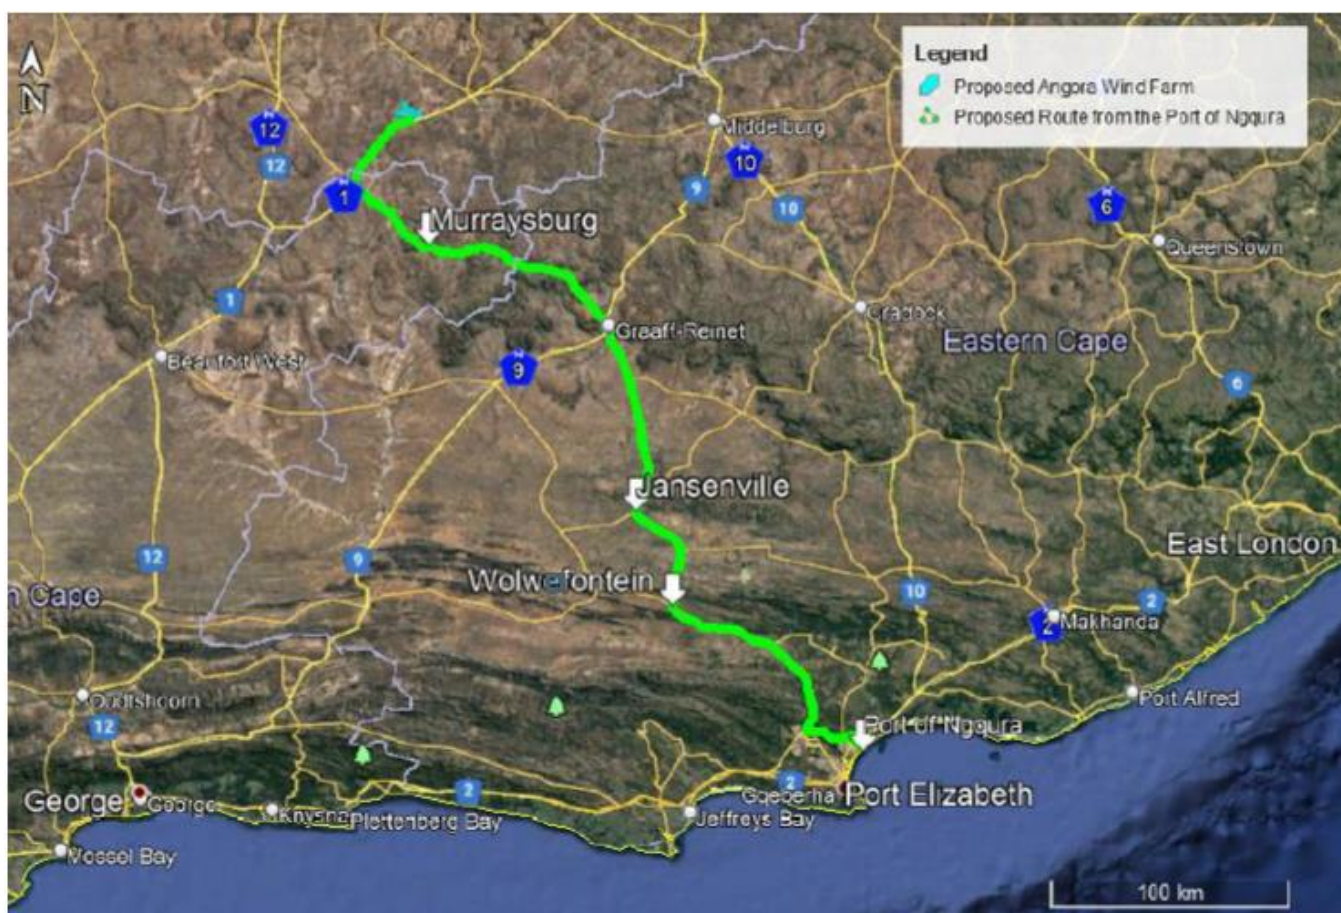 Legend
Proposed Angora Wind Farm
Proposed Route from the Port of Ngqura
N
12
12
Middelburg
10
1
9
10
6
Murraysburg
Queenstown
1
Graaff-Reinet
Cradock
Eastern Cape
Beaufort West
9
6
Jansenville
12
9
East London
Wolwefontein
n Cape
10
2
2
Makhanda
Oudtshoorn
Port Alfred
12
Port of Ngqura
2
George
George
Gqeberha
Port Elizabeth
Knysna
Plettenberg Bay
2
Jeffreys Bay
Mossel Bay
100 km